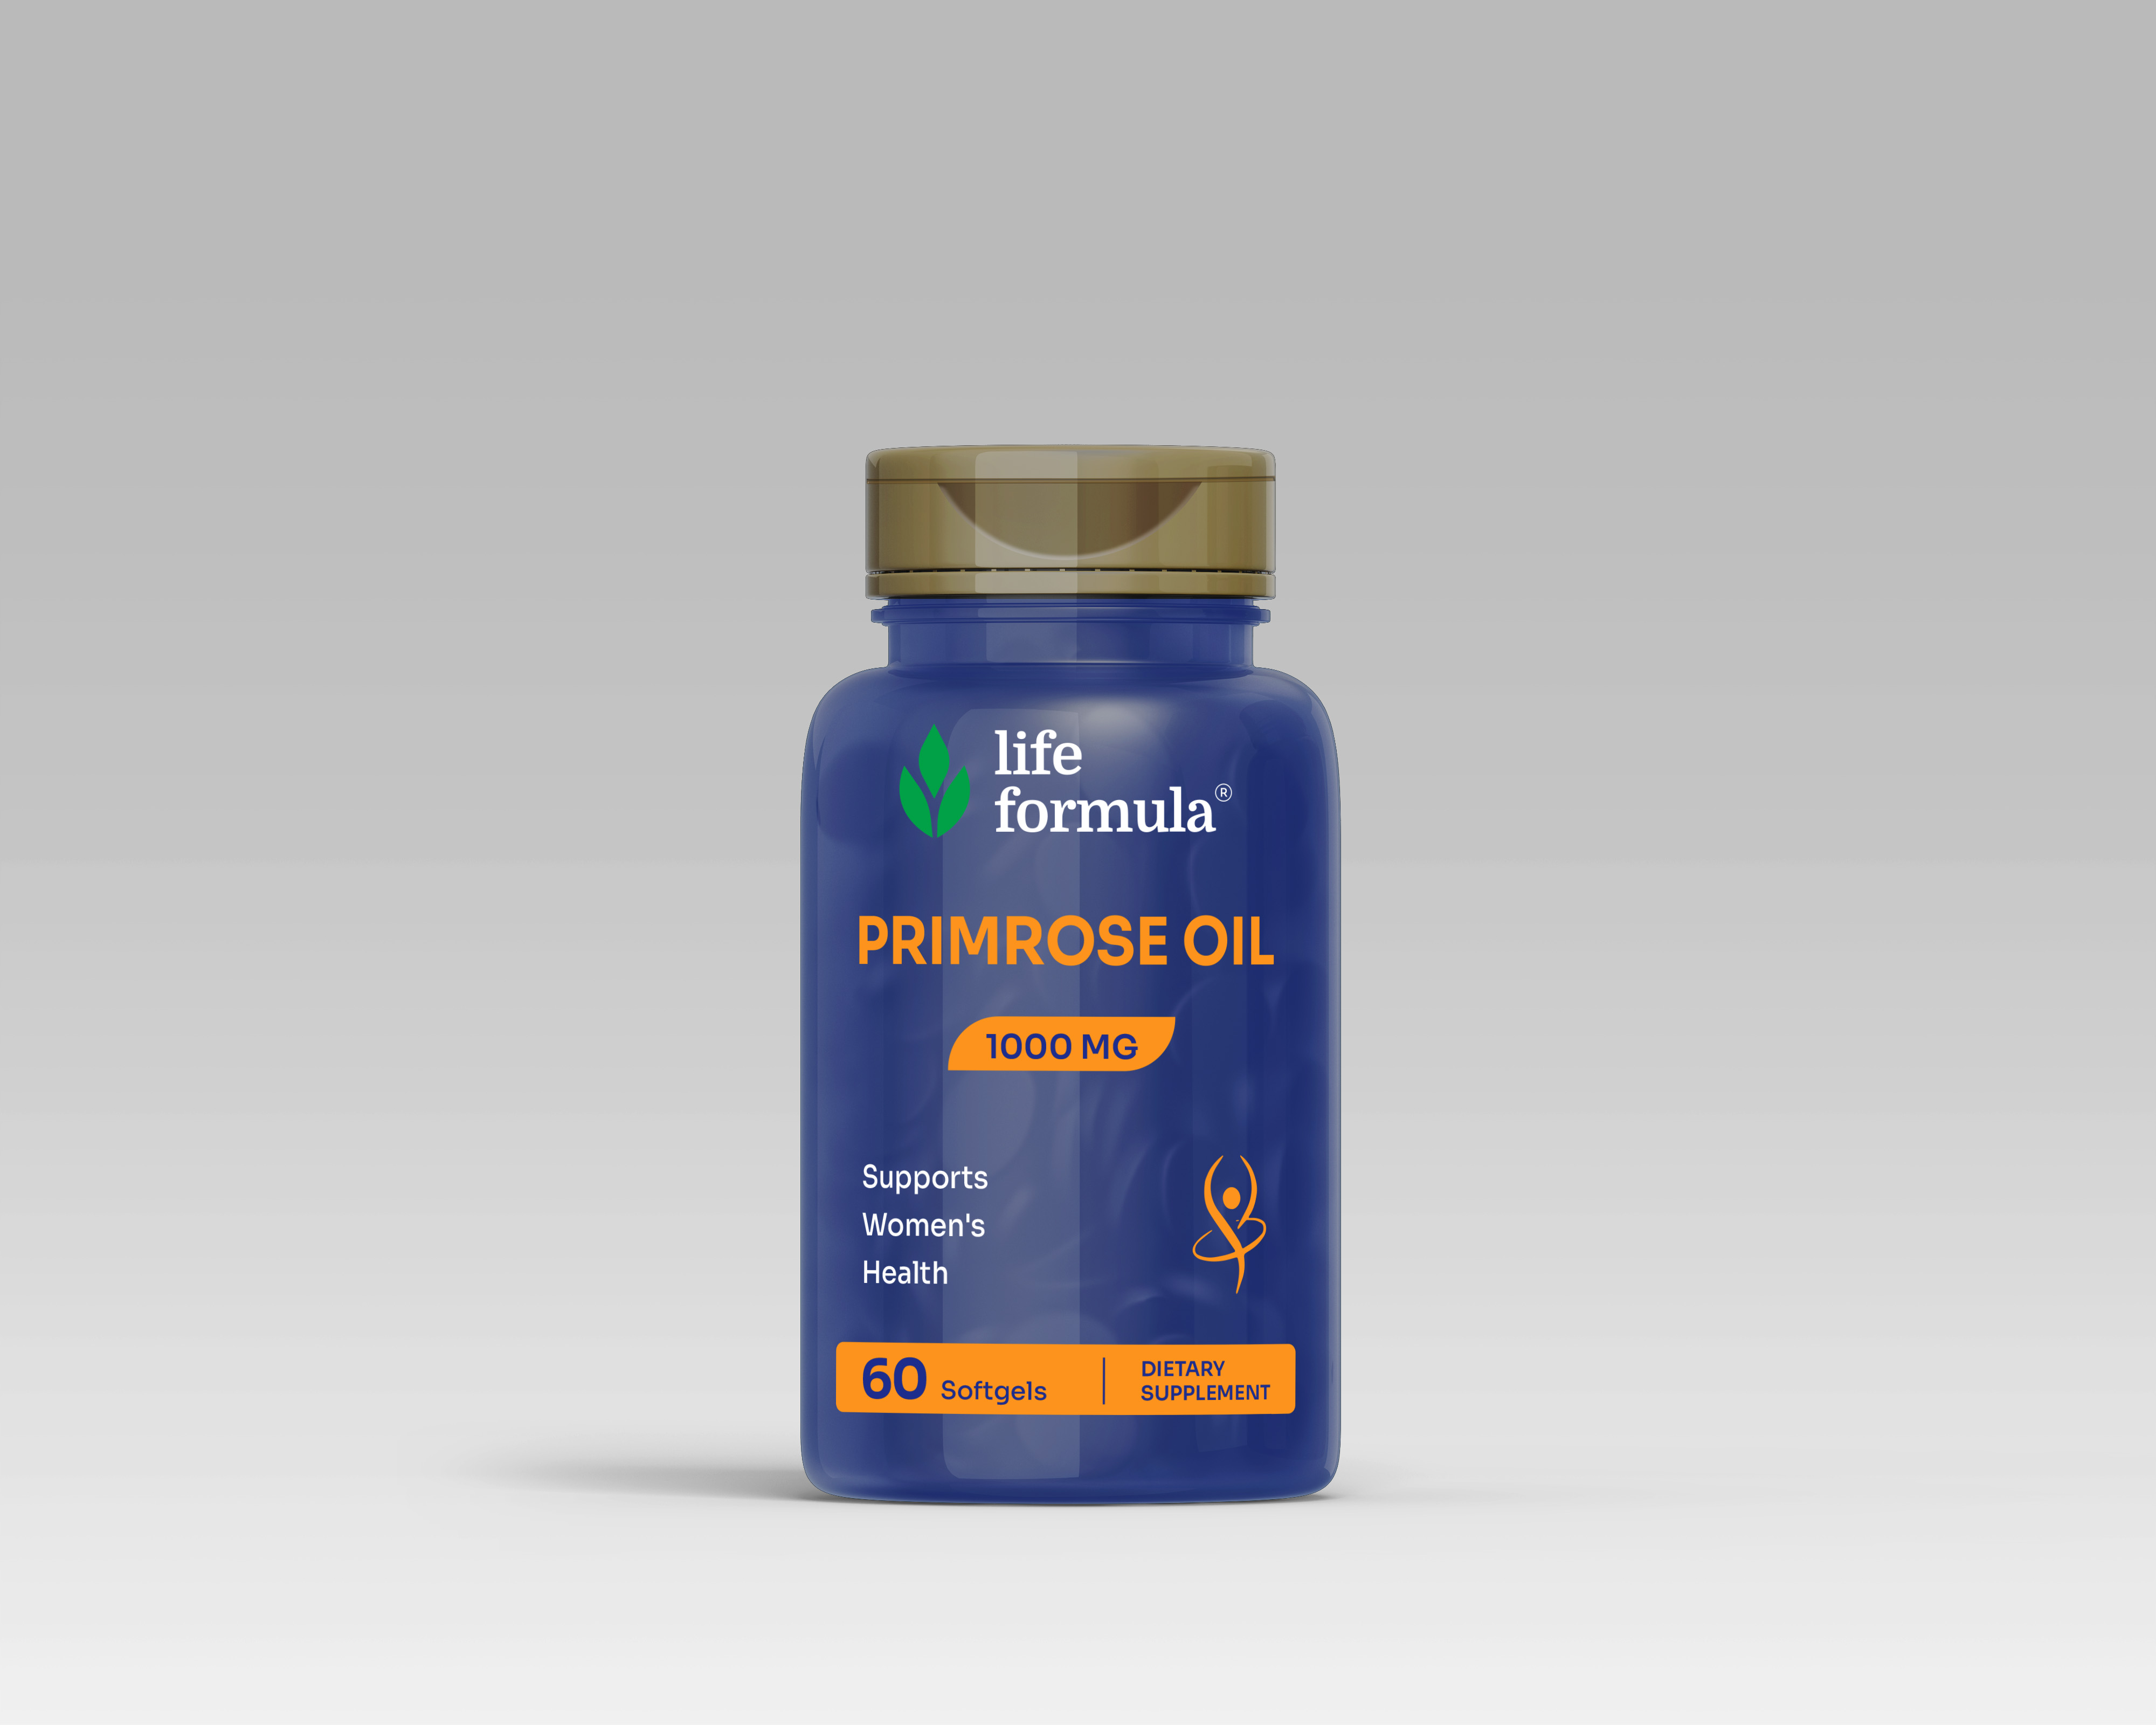 life
formula®
PRIMROSE OIL
1000 MG
Supports
Women's
Health
60 Softgels
DIETARY
SUPPLEMENT